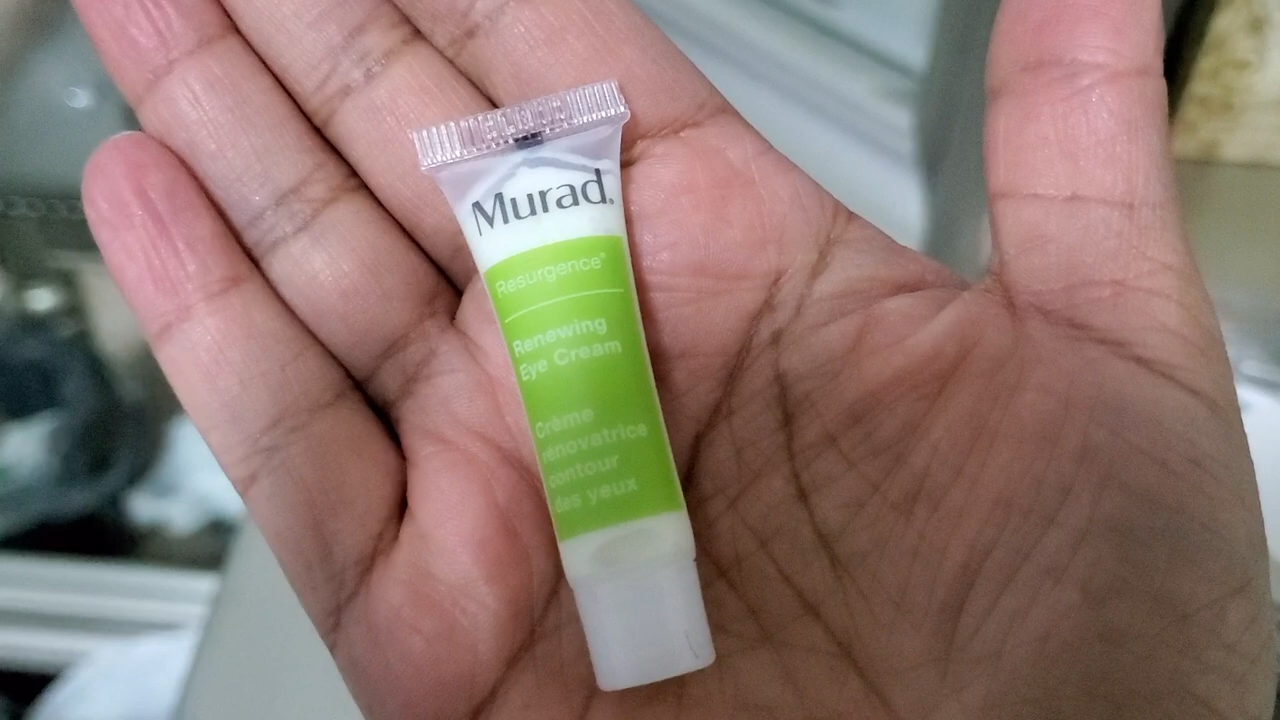 Murad.
Resurgence®
Renewing
Eye Cream
Crème
rénovatrice
contour
des yeux